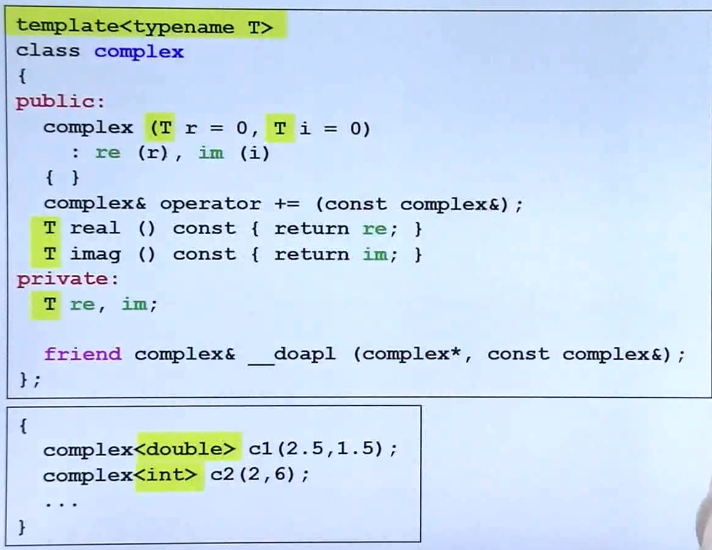 template<typename T>
class complex
{
public:
complex (T r = 0, T i = 0)
: re (r), im (i)
{ }
complex& operator += (const complex&);
T real () const { return re; }
T imag () const { return im; }
private:
T re, im;
friend complex& __doapl (complex*, const complex&);
};
{
complex<double> c1(2.5,1.5);
complex<int> c2(2,6);
...
}